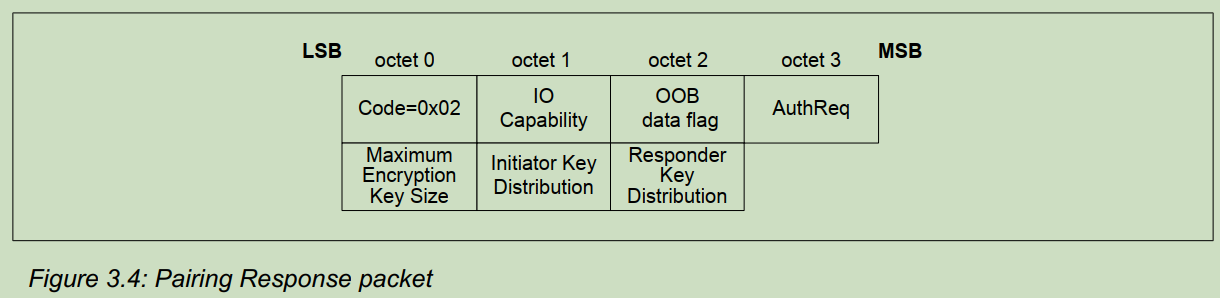 LSB octet 0 octet 1 octet 2 octet 3 MSB
Code=0x02
IO
Capability
OOB
data flag
AuthReq
Maximum
Encryption
Key Size
Initiator Key
Distribution
Responder
Key
Distribution
Figure 3.4: Pairing Response packet